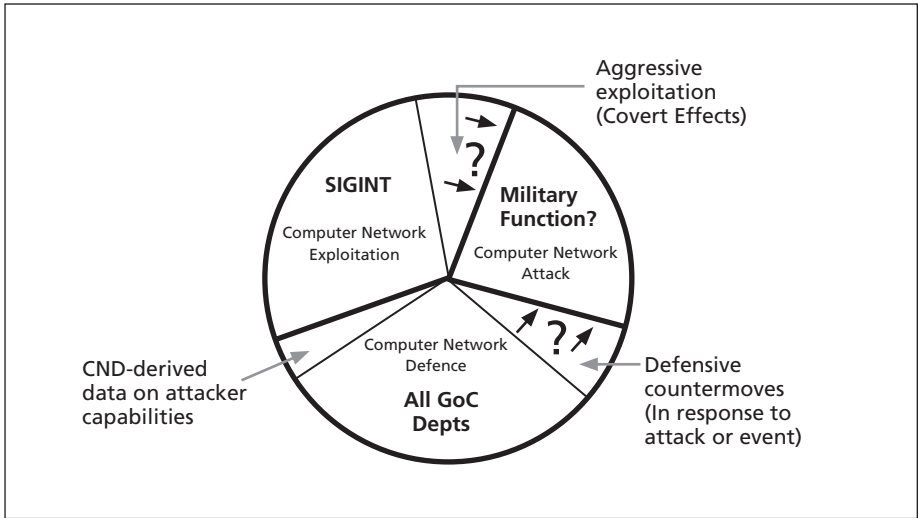 Aggressive
exploitation
(Covert Effects)
?
SIGINT
Computer Network
Exploitation
Military
Function?
Computer Network
Attack
?
Computer Network
Defence
All GoC
Depts
CND-derived
data on attacker
capabilities
Defensive
countermoves
(In response to
attack or event)